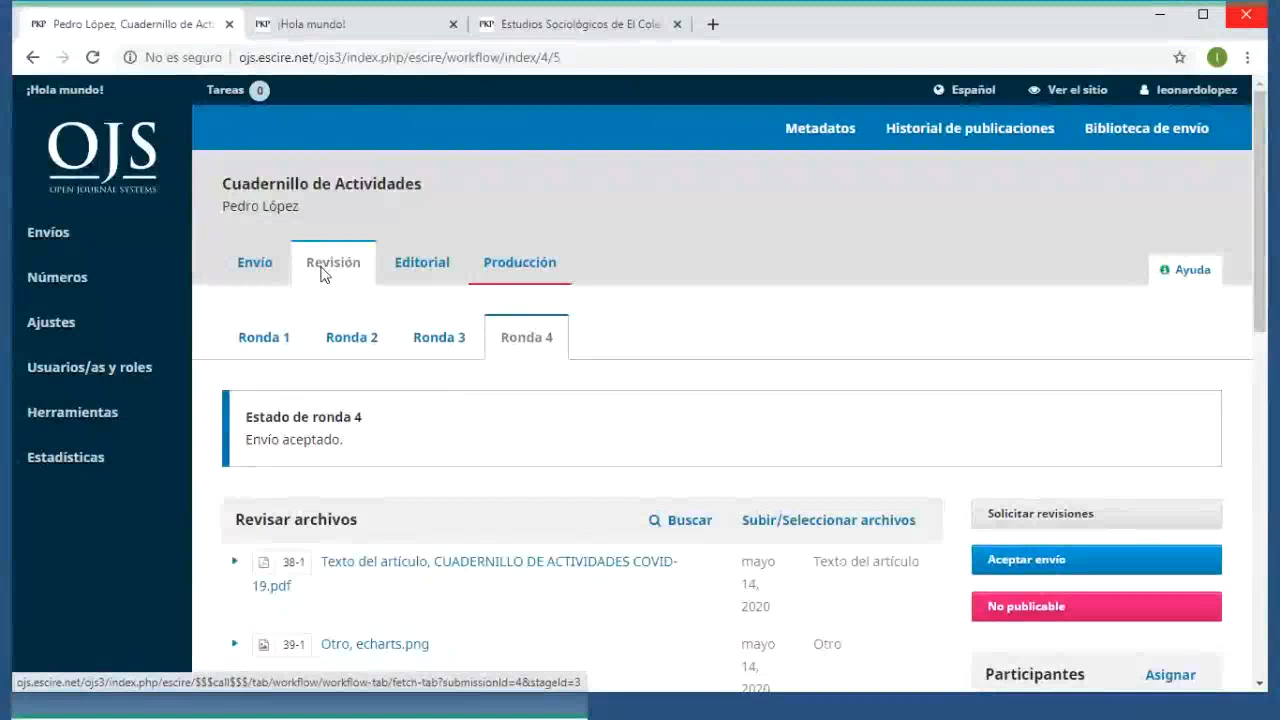 PKP Pedro López, Cuadernillo de Act
PKP ¡Hola mundo!
PKP Estudios Sociológicos de El Cole
No es seguro
ojs.escire.net/ojs3/index.php/escire/workflow/index/4/5
¡Hola mundo!
Tareas 0
Español
Ver el sitio
leonardolopez
OJS
OPEN JOURNAL SYSTEMS
Metadatos
Historial de publicaciones
Biblioteca de envío
Envíos
Números
Ajustes
Usuarios/as y roles
Herramientas
Estadísticas
Cuadernillo de Actividades
Pedro López
Envío
Revisión
Editorial
Producción
Ayuda
Ronda 1
Ronda 2
Ronda 3
Ronda 4
Estado de ronda 4
Envío aceptado.
Revisar archivos
Buscar
Subir/Seleccionar archivos
38-1 Texto del artículo, CUADERNILLO DE ACTIVIDADES COVID-
19.pdf
mayo
14,
2020
Texto del artículo
39-1 Otro, echarts.png
mayo
14,
2020
Otro
Solicitar revisiones
Aceptar envío
No publicable
Participantes
Asignar
ojs.escire.net/ojs3/index.php/escire/$$$call$$$/tab/workflow/workflow-tab/fetch-tab?submissionId=4&stageId=3